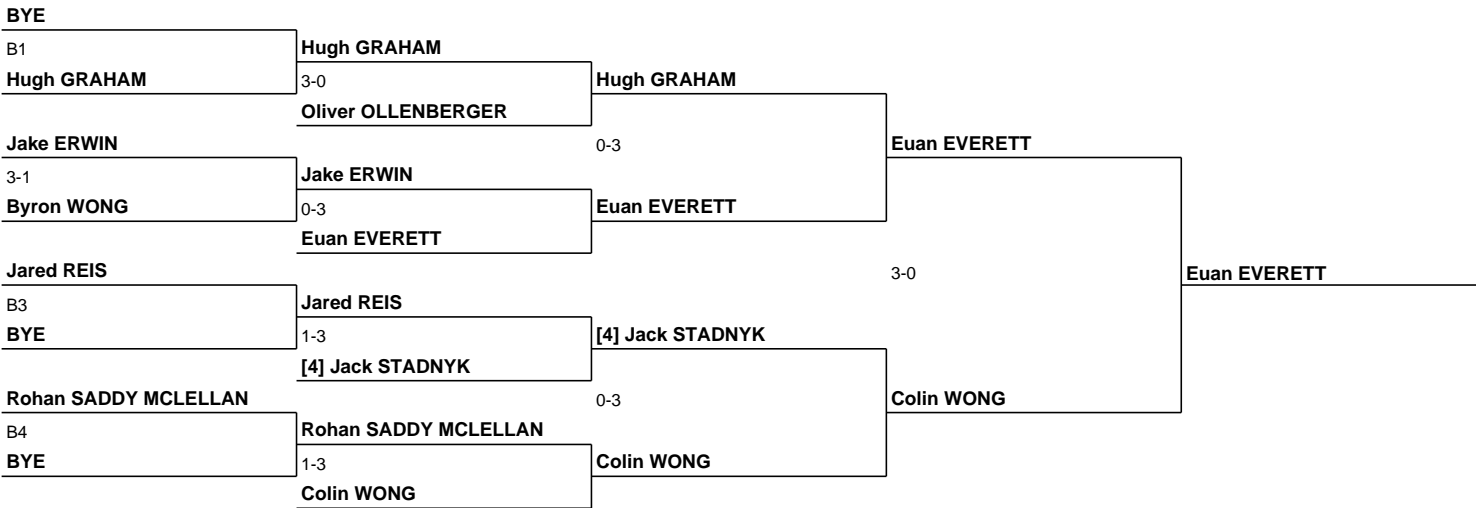 BYE
B1
Hugh GRAHAM
Hugh GRAHAM
3-0
Oliver OLLENBERGER
Hugh GRAHAM
Jake ERWIN
3-1
Byron WONG
Jake ERWIN
0-3
Euan EVERETT
0-3
Euan EVERETT
Euan EVERETT
Jared REIS
B3
BYE
Jared REIS
1-3
[4] Jack STADNYK
[4] Jack STADNYK
3-0
Euan EVERETT
Rohan SADDY MCLELLAN
B4
BYE
Rohan SADDY MCLELLAN
1-3
Colin WONG
0-3
Colin WONG
Colin WONG